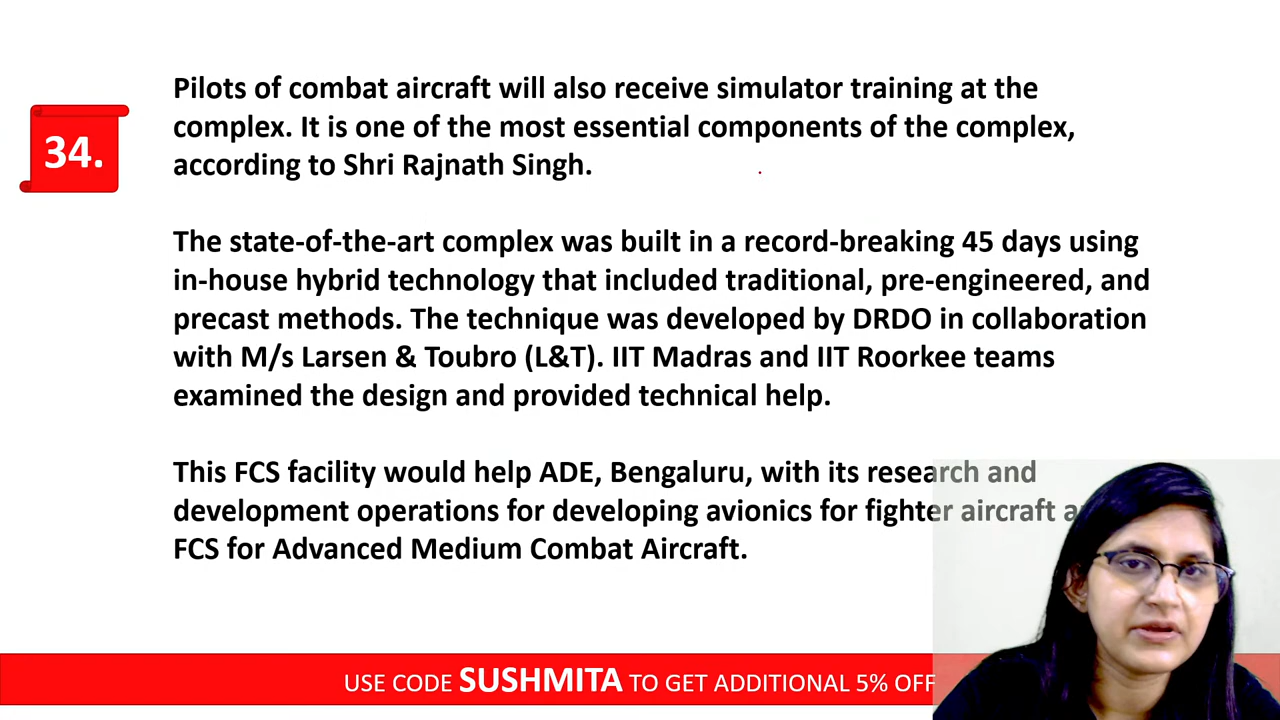 34.
Pilots of combat aircraft will also receive simulator training at the
complex. It is one of the most essential components of the complex,
according to Shri Rajnath Singh.
The state-of-the-art complex was built in a record-breaking 45 days using
in-house hybrid technology that included traditional, pre-engineered, and
precast methods. The technique was developed by DRDO in collaboration
with M/s Larsen & Toubro (L&T). IIT Madras and IIT Roorkee teams
examined the design and provided technical help.
This FCS facility would help ADE, Bengaluru, with its research and
development operations for developing avionics for fighter aircraft
FCS for Advanced Medium Combat Aircraft.
USE CODE SUSHMITA TO GET ADDITIONAL 5% OFF